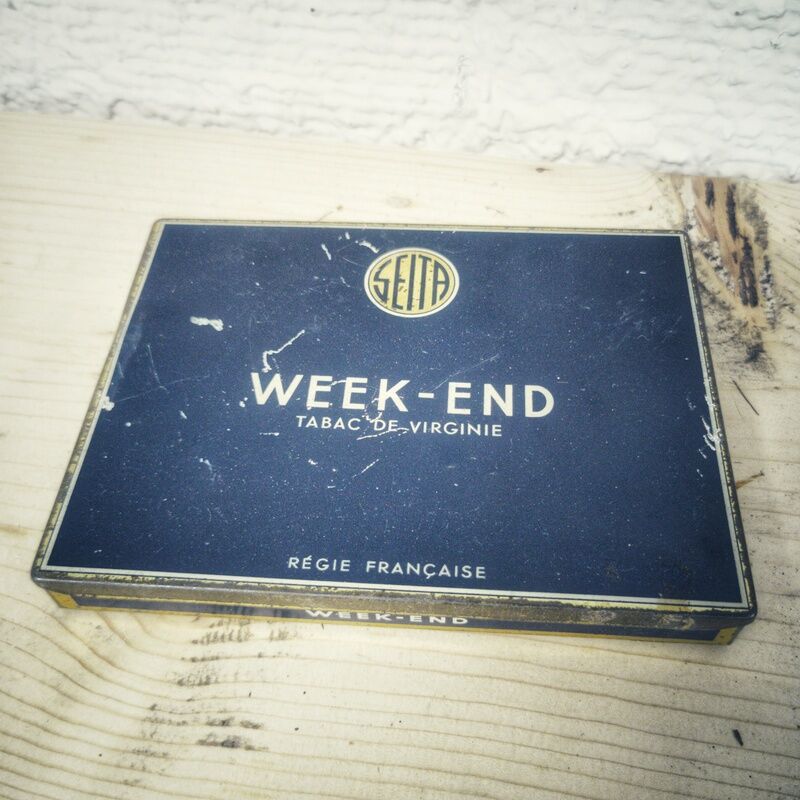 SEITA
WEEK-END
TABAC DE VIRGINIE
RÉGIE FRANÇAISE
WEEK-END